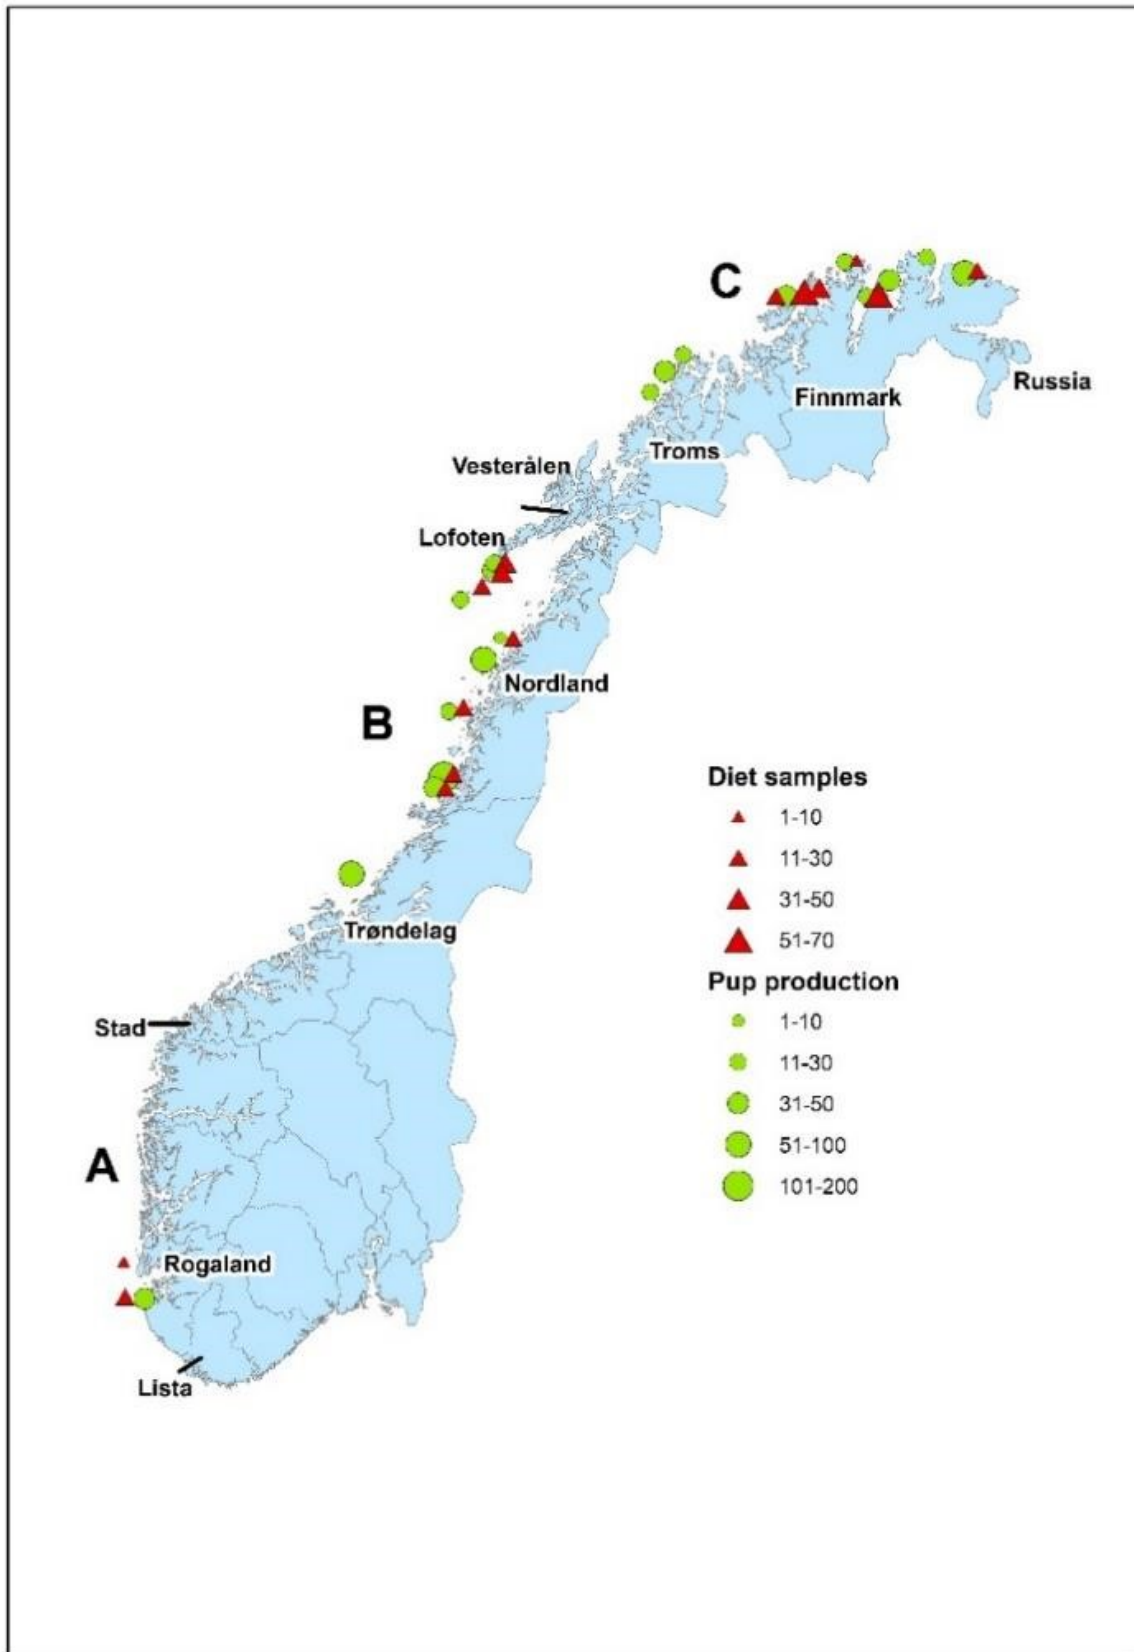 C
Russia
Finnmark
Troms
Vesterålen
Lofoten
Nordland
B
Diet samples
1-10
11-30
31-50
51-70
Trøndelag
Pup production
1-10
11-30
31-50
51-100
101-200
Stad
A
Rogaland
Lista